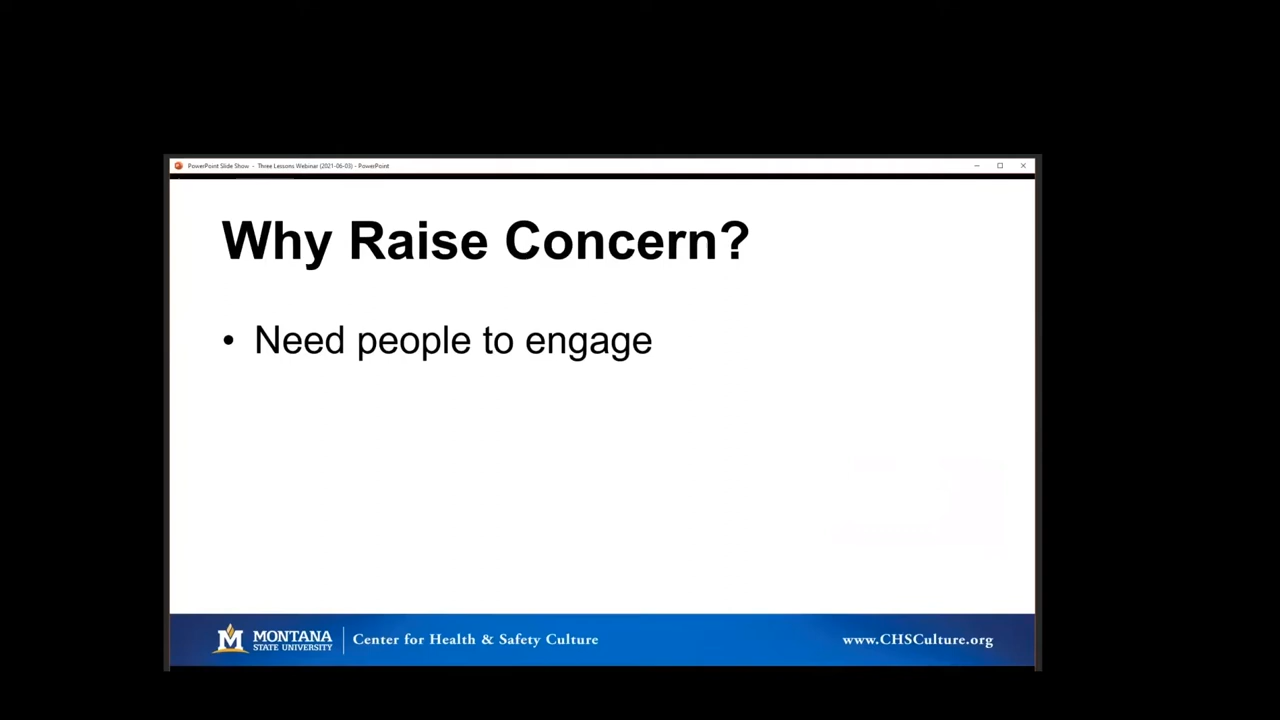 PowerPoint Slide Show - Three Lessons Webinar (2021-06-03) - PowerPoint
Why Raise Concern?
• Need people to engage
M MONTANA
STATE UNIVERSITY
Center for Health & Safety Culture
www.CHSCulture.org